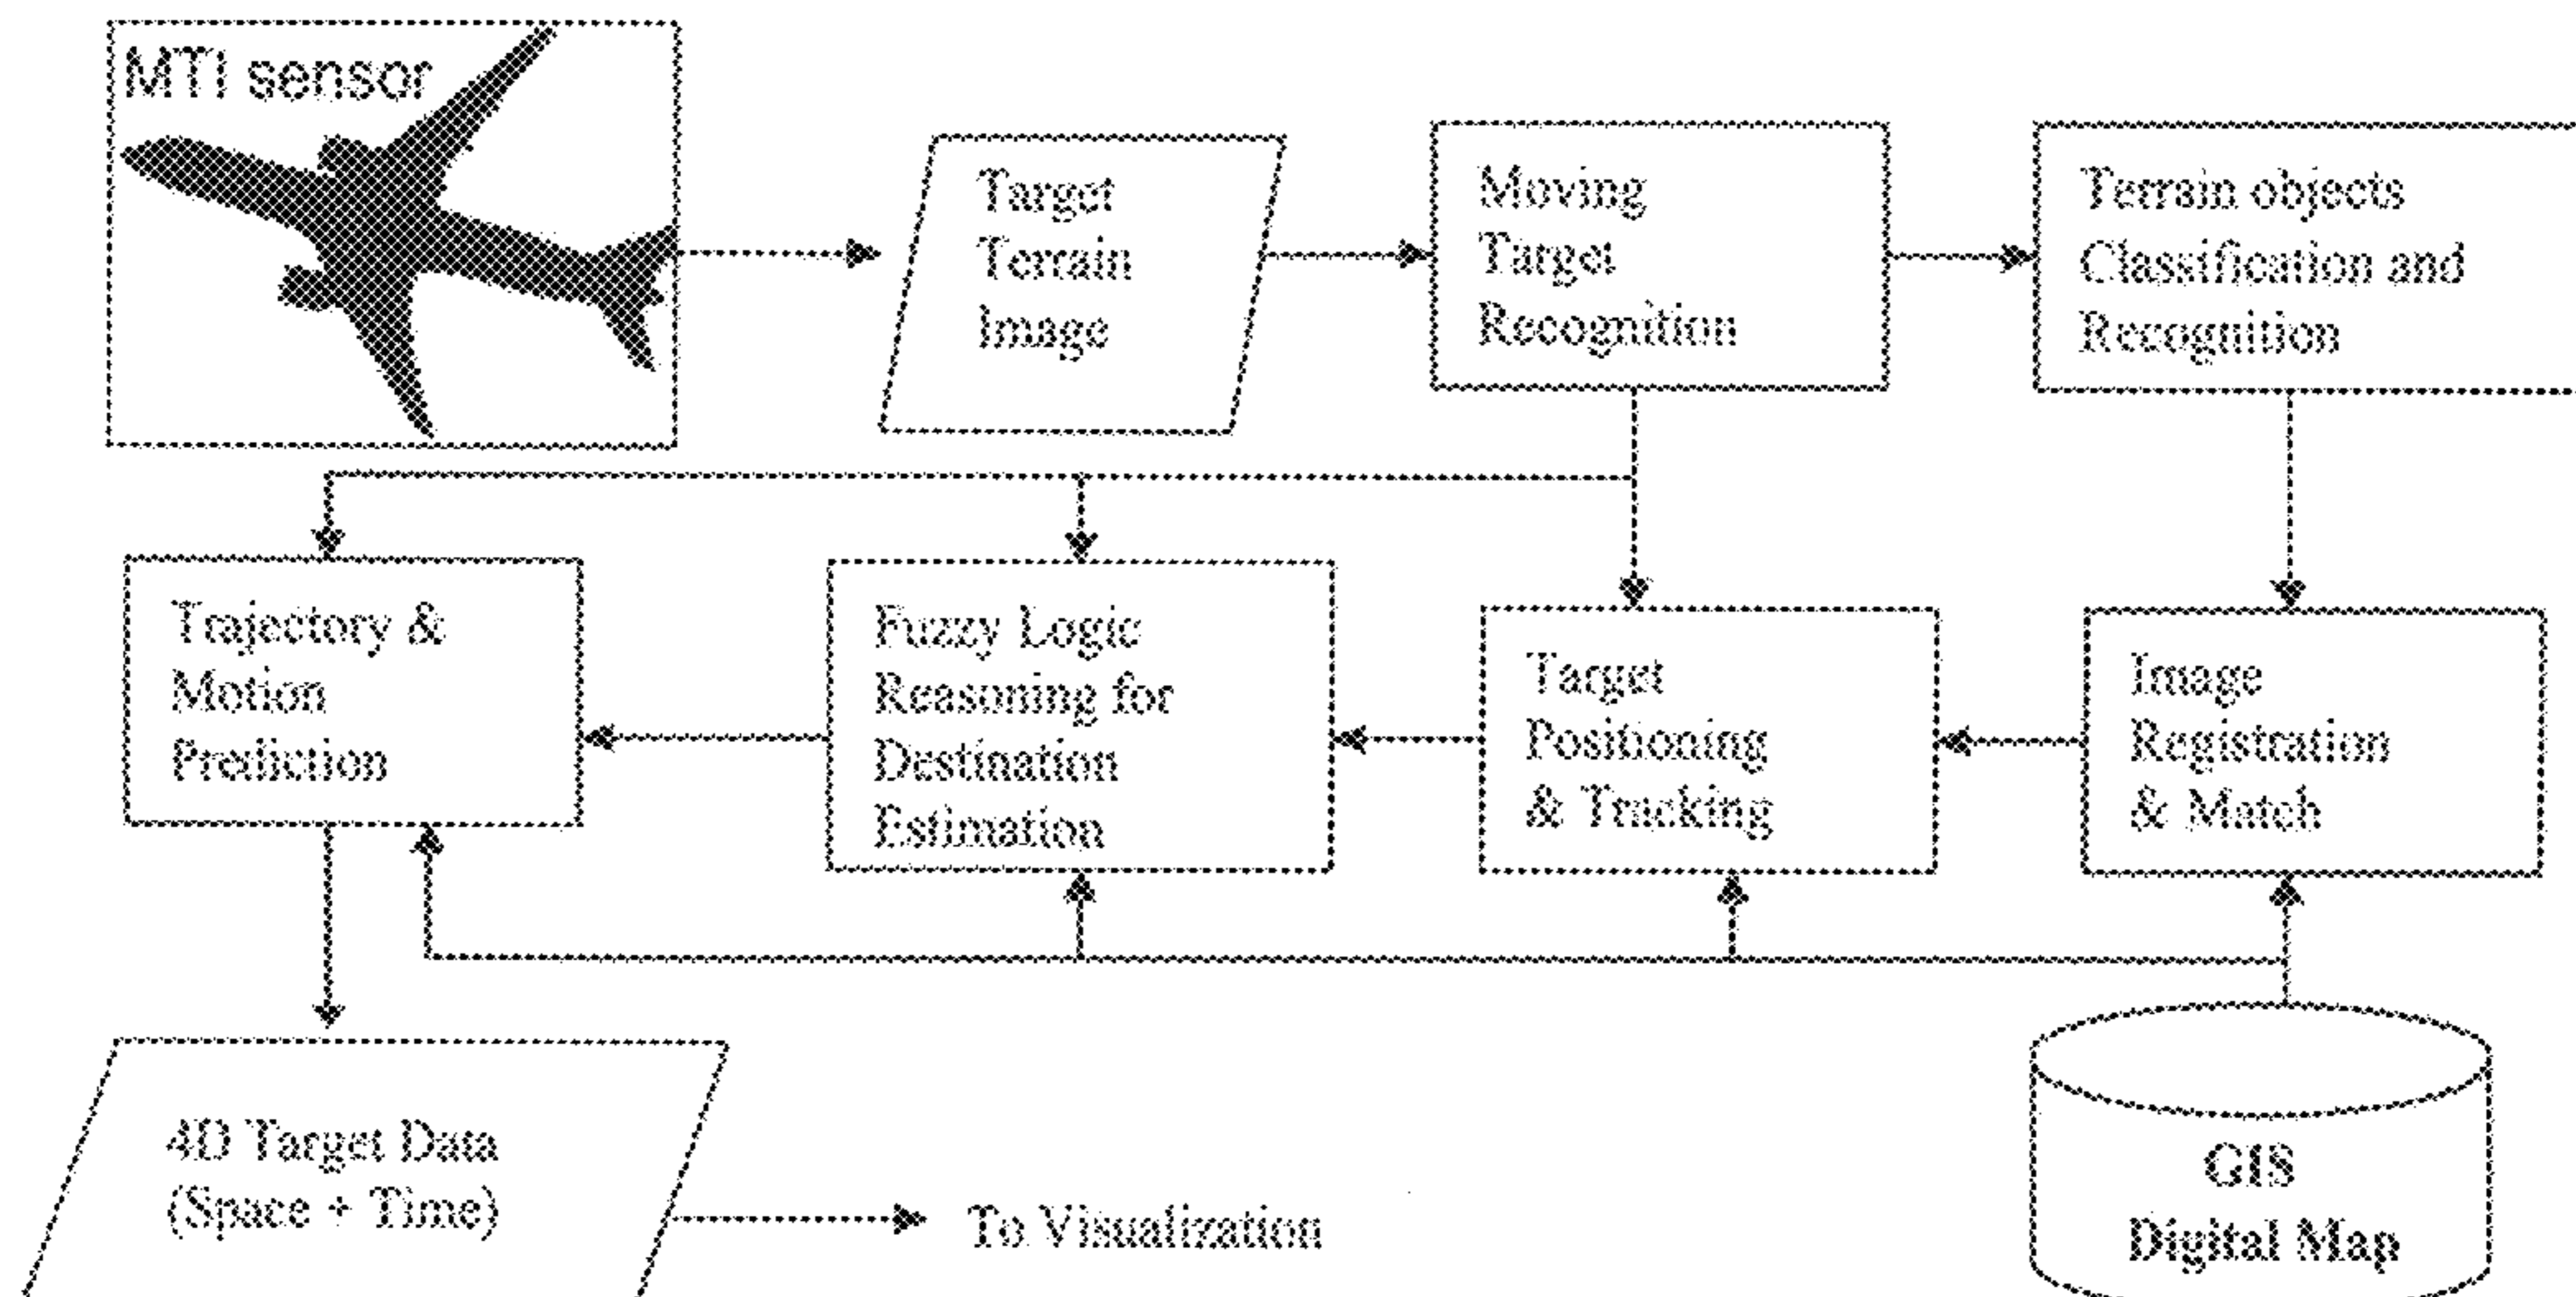 MTI sensor
Target
Terrain
Image
Moving
Target
Recognition
Terrain objects
Classification and
Recognition
Trajectory &
Motion
Prediction
Fuzzy Logic
Reasoning for
Destination
Estimation
Target
Positioning
& Tracking
Image
Registration
& Match
4D Target Data
(Space + Time)
To Visualization
GIS
Digital Map